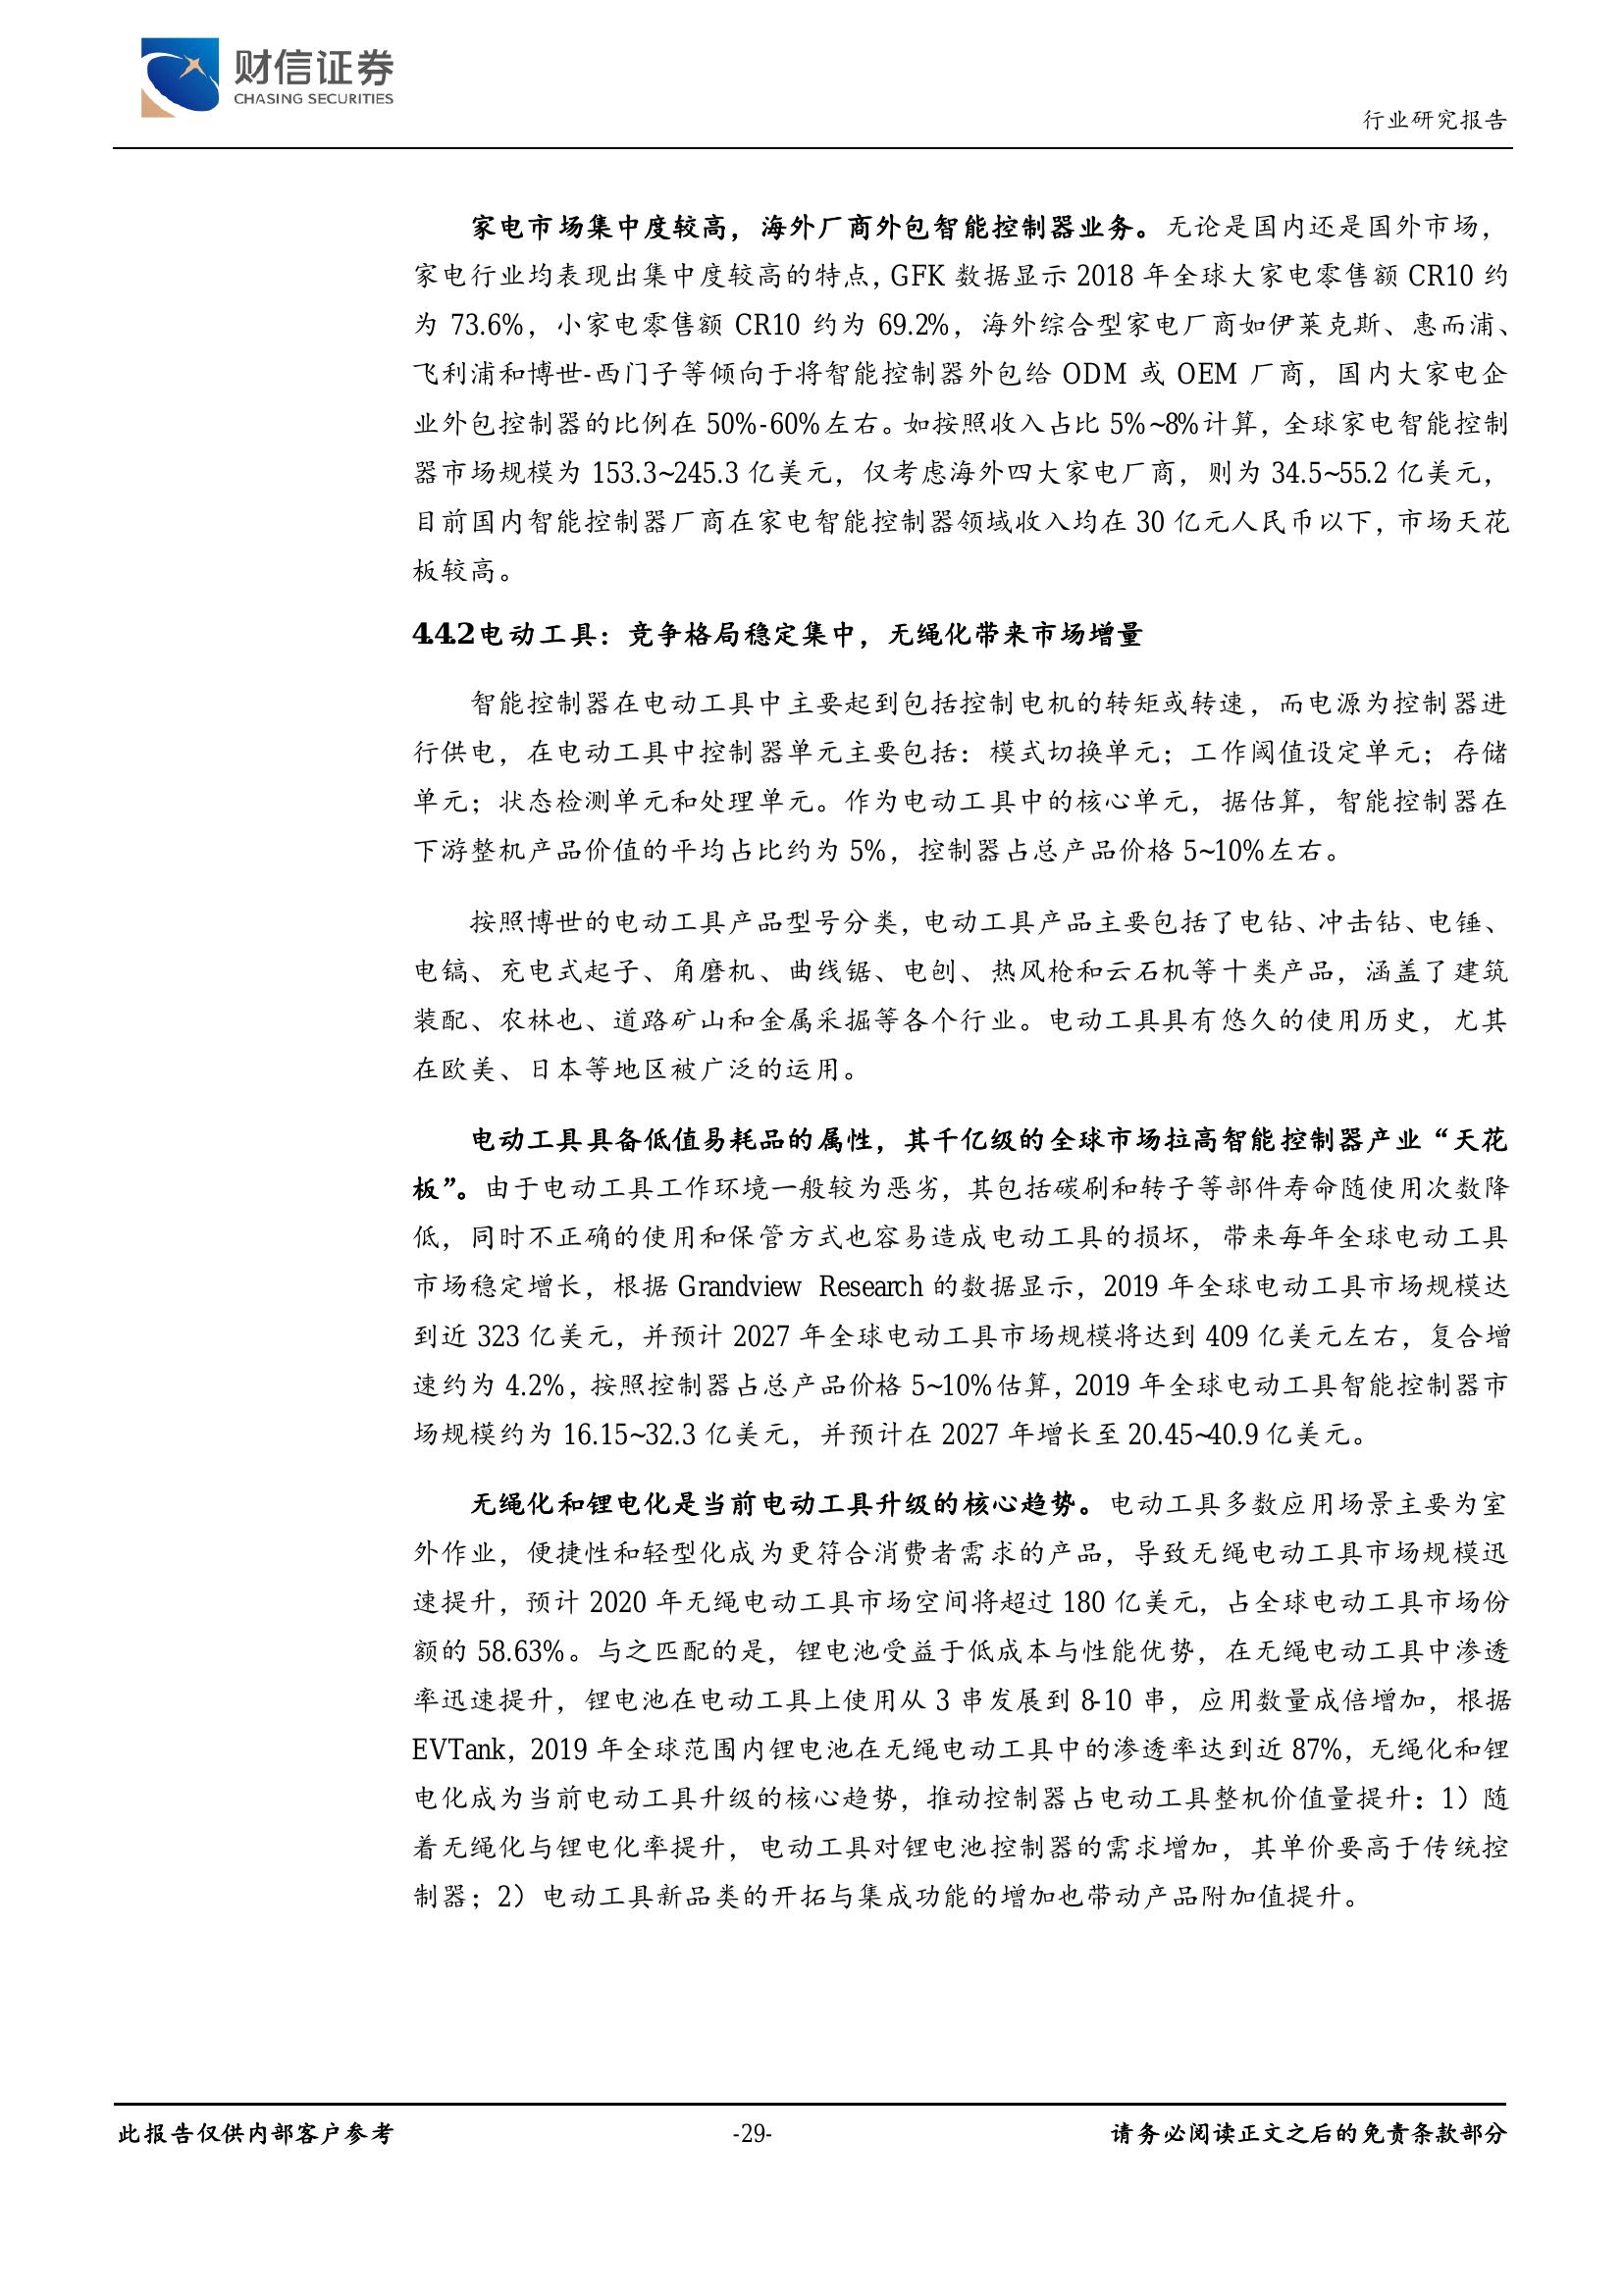 财信证券
CHASING SECURITIES
行业研究报告
家电市场集中度较高，海外厂商外包智能控制器业务。无论是国内还是国外市场，
家电行业均表现出集中度较高的特点，GFK 数据显示 2018 年全球大家电零售额 CR10 约
为 73.6%，小家电零售额 CR10 约为 69.2%，海外综合型家电厂商如伊莱克斯、惠而浦、
飞利浦和博世-西门子等倾向于将智能控制器外包给 ODM 或 OEM 厂商，国内大家电企
业外包控制器的比例在 50%-60%左右。如按照收入占比 5%~8%计算，全球家电智能控制
器市场规模为 153.3~245.3 亿美元，仅考虑海外四大家电厂商，则为 34.5~55.2 亿美元，
目前国内智能控制器厂商在家电智能控制器领域收入均在 30 亿元人民币以下，市场天花
板较高。
4.4.2 电动工具：竞争格局稳定集中，无绳化带来市场增量
智能控制器在电动工具中主要起到包括控制电机的转矩或转速，而电源为控制器进
行供电，在电动工具中控制器单元主要包括：模式切换单元；工作阈值设定单元；存储
单元；状态检测单元和处理单元。作为电动工具中的核心单元，据估算，智能控制器在
下游整机产品价值的平均占比约为 5%，控制器占总产品价格 5~10%左右。
按照博世的电动工具产品型号分类，电动工具产品主要包括了电钻、冲击钻、电锤、
电镐、充电式起子、角磨机、曲线锯、电刨、热风枪和云石机等十类产品，涵盖了建筑
装配、农林也、道路矿山和金属采掘等各个行业。电动工具具有悠久的使用历史，尤其
在欧美、日本等地区被广泛的运用。
电动工具具备低值易耗品的属性，其千亿级的全球市场拉高智能控制器产业“天花
板”。由于电动工具工作环境一般较为恶劣，其包括碳刷和转子等部件寿命随使用次数降
低，同时不正确的使用和保管方式也容易造成电动工具的损坏，带来每年全球电动工具
市场稳定增长，根据 Grandview Research 的数据显示，2019 年全球电动工具市场规模达
到近 323 亿美元，并预计 2027 年全球电动工具市场规模将达到 409 亿美元左右，复合增
速约为 4.2%，按照控制器占总产品价格 5~10%估算，2019 年全球电动工具智能控制器市
场规模约为 16.15~32.3 亿美元，并预计在 2027 年增长至 20.45~40.9 亿美元。
无绳化和锂电化是当前电动工具升级的核心趋势。电动工具多数应用场景主要为室
外作业，便捷性和轻型化成为更符合消费者需求的产品，导致无绳电动工具市场规模迅
速提升，预计 2020 年无绳电动工具市场空间将超过 180 亿美元，占全球电动工具市场份
额的 58.63%。与之匹配的是，锂电池受益于低成本与性能优势，在无绳电动工具中渗透
率迅速提升，锂电池在电动工具上使用从 3 串发展到 8-10 串，应用数量成倍增加，根据
EVTank，2019 年全球范围内锂电池在无绳电动工具中的渗透率达到近 87%，无绳化和锂
电化成为当前电动工具升级的核心趋势，推动控制器占电动工具整机价值量提升：1）随
着无绳化与锂电化率提升，电动工具对锂电池控制器的需求增加，其单价要高于传统控
制器；2）电动工具新品类的开拓与集成功能的增加也带动产品附加值提升。
此报告仅供内部客户参考
-29-
请务必阅读正文之后的免责条款部分